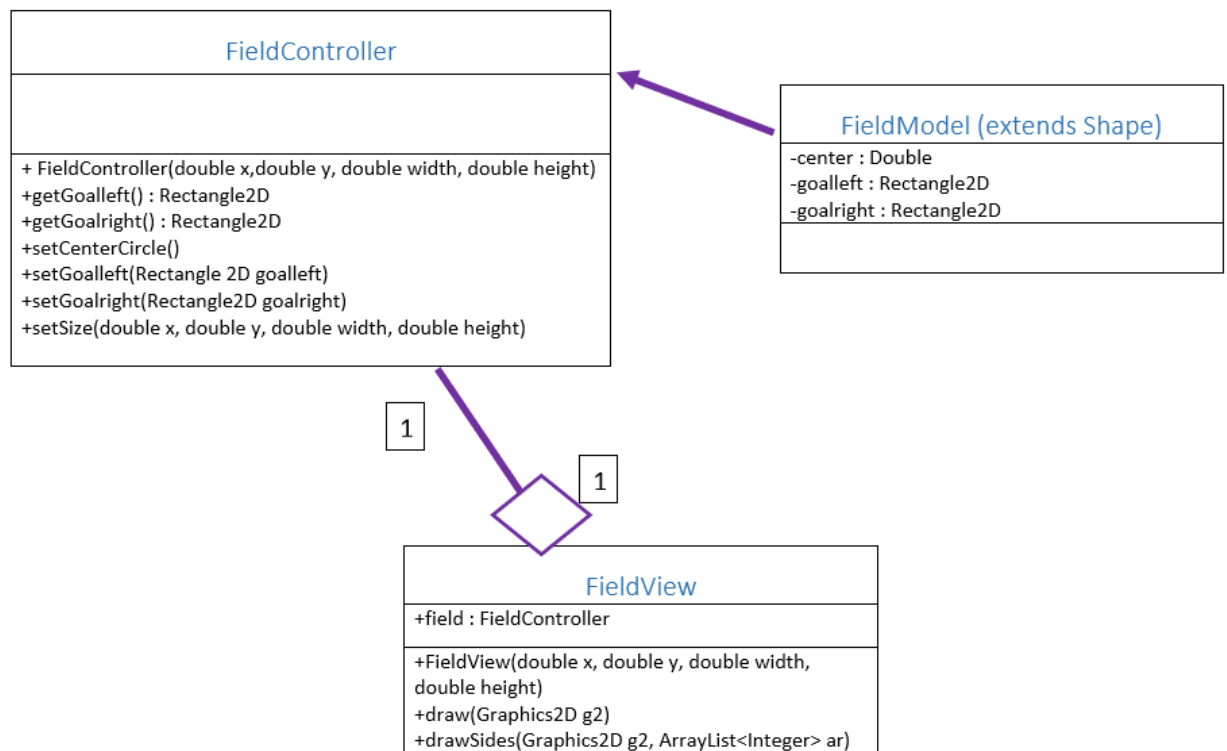 FieldController
+ FieldController(double x,double y, double width, double height)
+getGoalleft() : Rectangle2D
+getGoalright() : Rectangle2D
+setCenterCircle()
+setGoalleft(Rectangle 2D goalleft)
+setGoalright(Rectangle2D goalright)
+setSize(double x, double y, double width, double height)
FieldModel (extends Shape)
-center : Double
-goalleft : Rectangle2D
-goalright : Rectangle2D
1
1
FieldView
+field : FieldController
+FieldView(double x, double y, double width,
double height)
+draw(Graphics2D g2)
+drawSides(Graphics2D g2, ArrayList<Integer> ar)